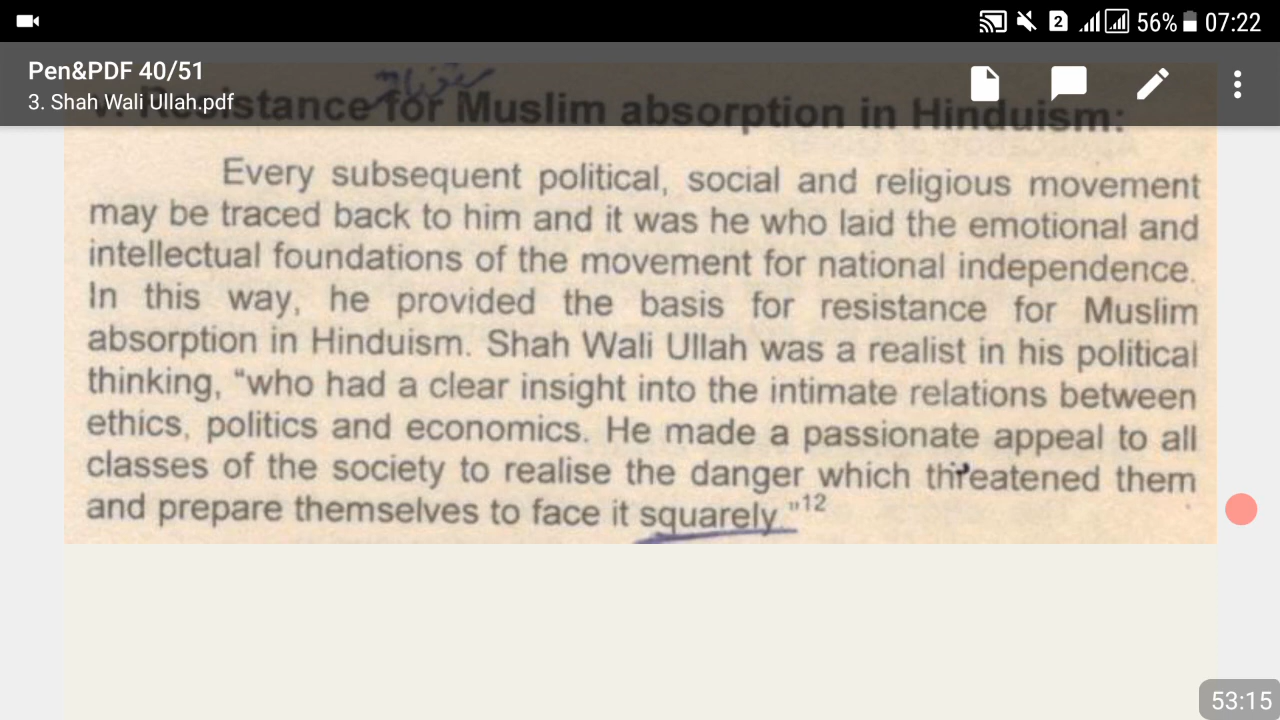 2 56% 07:22
Pen&PDF 40/51
3. Shah Wali Ullah.pdf
Resistance for Muslim absorption in Hinduism:
Every subsequent political, social and religious movement
may be traced back to him and it was he who laid the emotional and
intellectual foundations of the movement for national independence.
In this way, he provided the basis for resistance for Muslim
absorption in Hinduism. Shah Wali Ullah was a realist in his political
thinking, “who had a clear insight into the intimate relations between
ethics, politics and economics. He made a passionate appeal to all
classes of the society to realise the danger which threatened them
and prepare themselves to face it squarely.”12
53:15